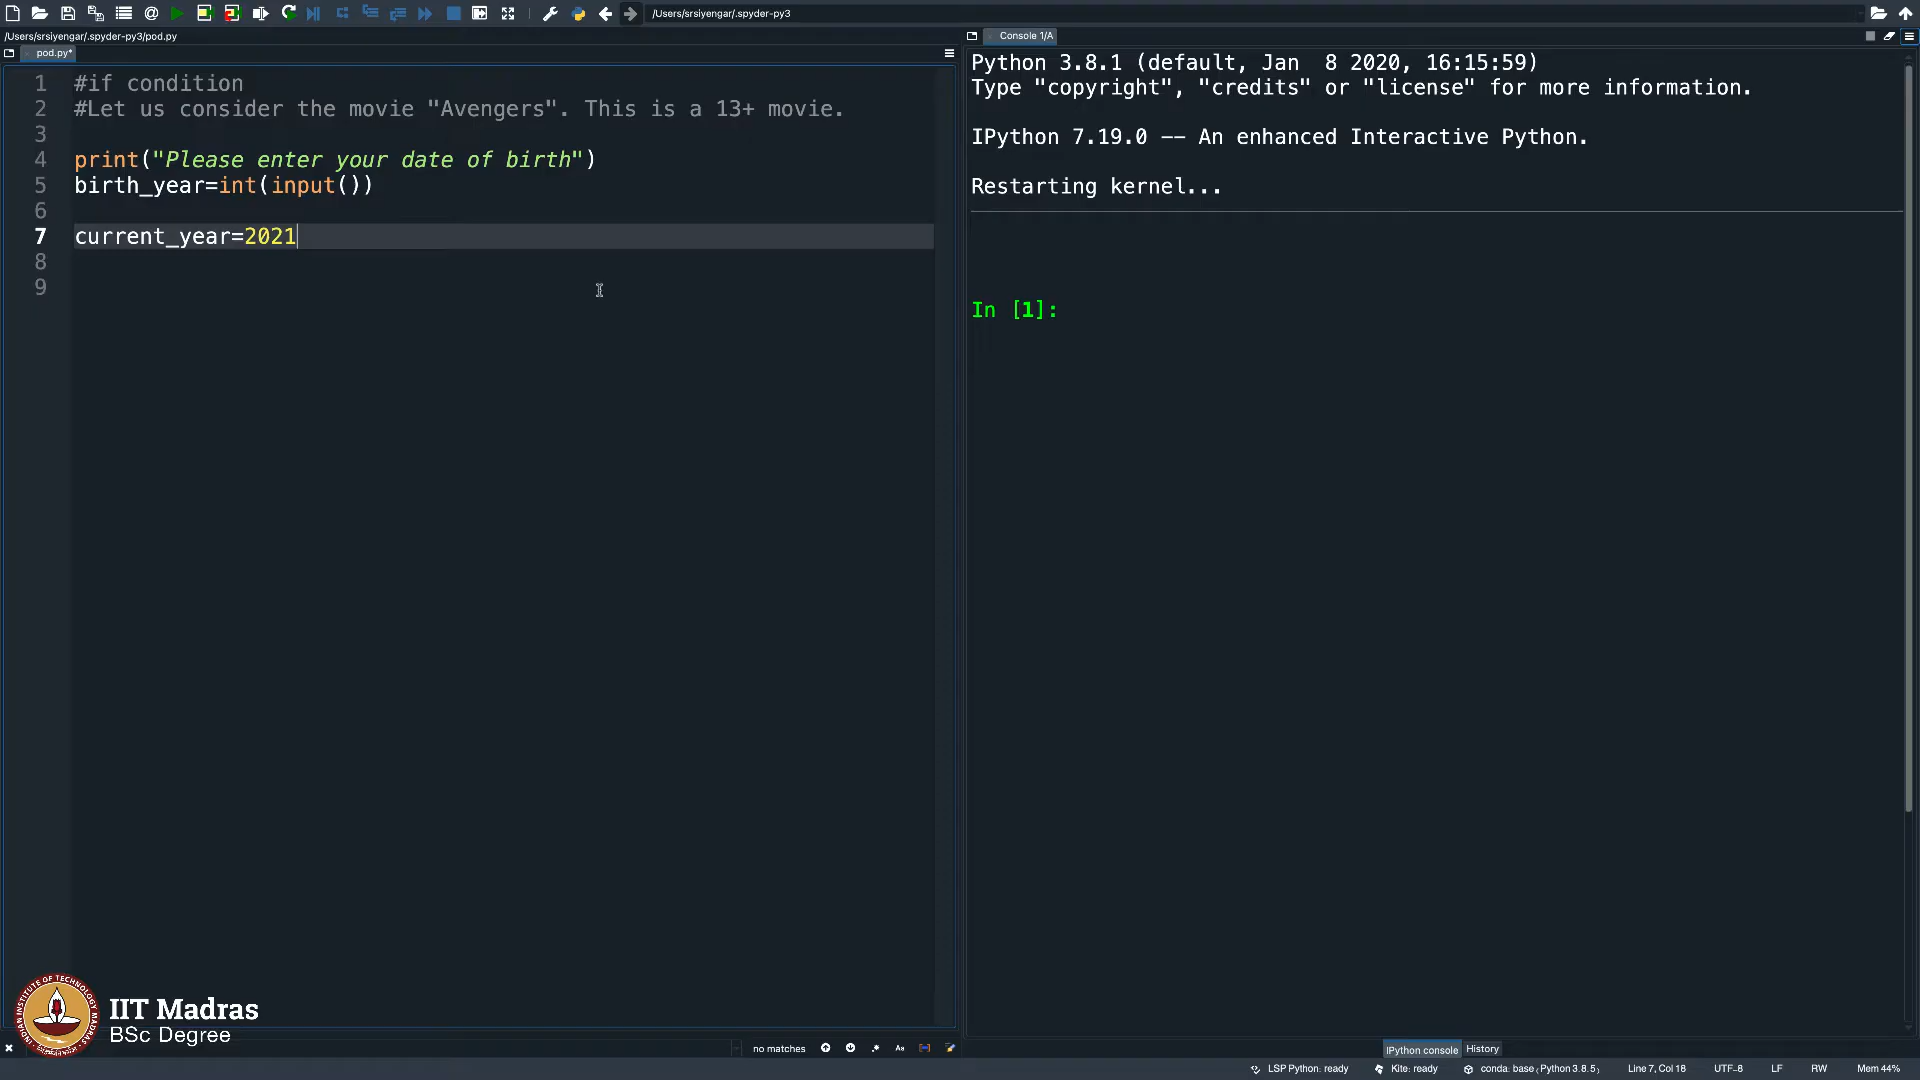 /Users/srsiyengar/.spyder-py3
/Users/srsiyengar/.spyder-py3/pod.py
pod.py*
1 #if condition
2 #Let us consider the movie "Avengers". This is a 13+ movie.
3
4 print("Please enter your date of birth")
5 birth_year=int(input())
6
7 current_year=2021
8
9
Console 1/A
Python 3.8.1 (default, Jan  8 2020, 16:15:59)
Type "copyright", "credits" or "license" for more information.
IPython 7.19.0 -- An enhanced Interactive Python.
Restarting kernel...
In [1]:
IIT Madras
BSc Degree
no matches
Aa
IPython console History
LSP Python: ready Kite: ready conda: base (Python 3.8.5) Line 7, Col 18 UTF-8 LF RW Mem 44%